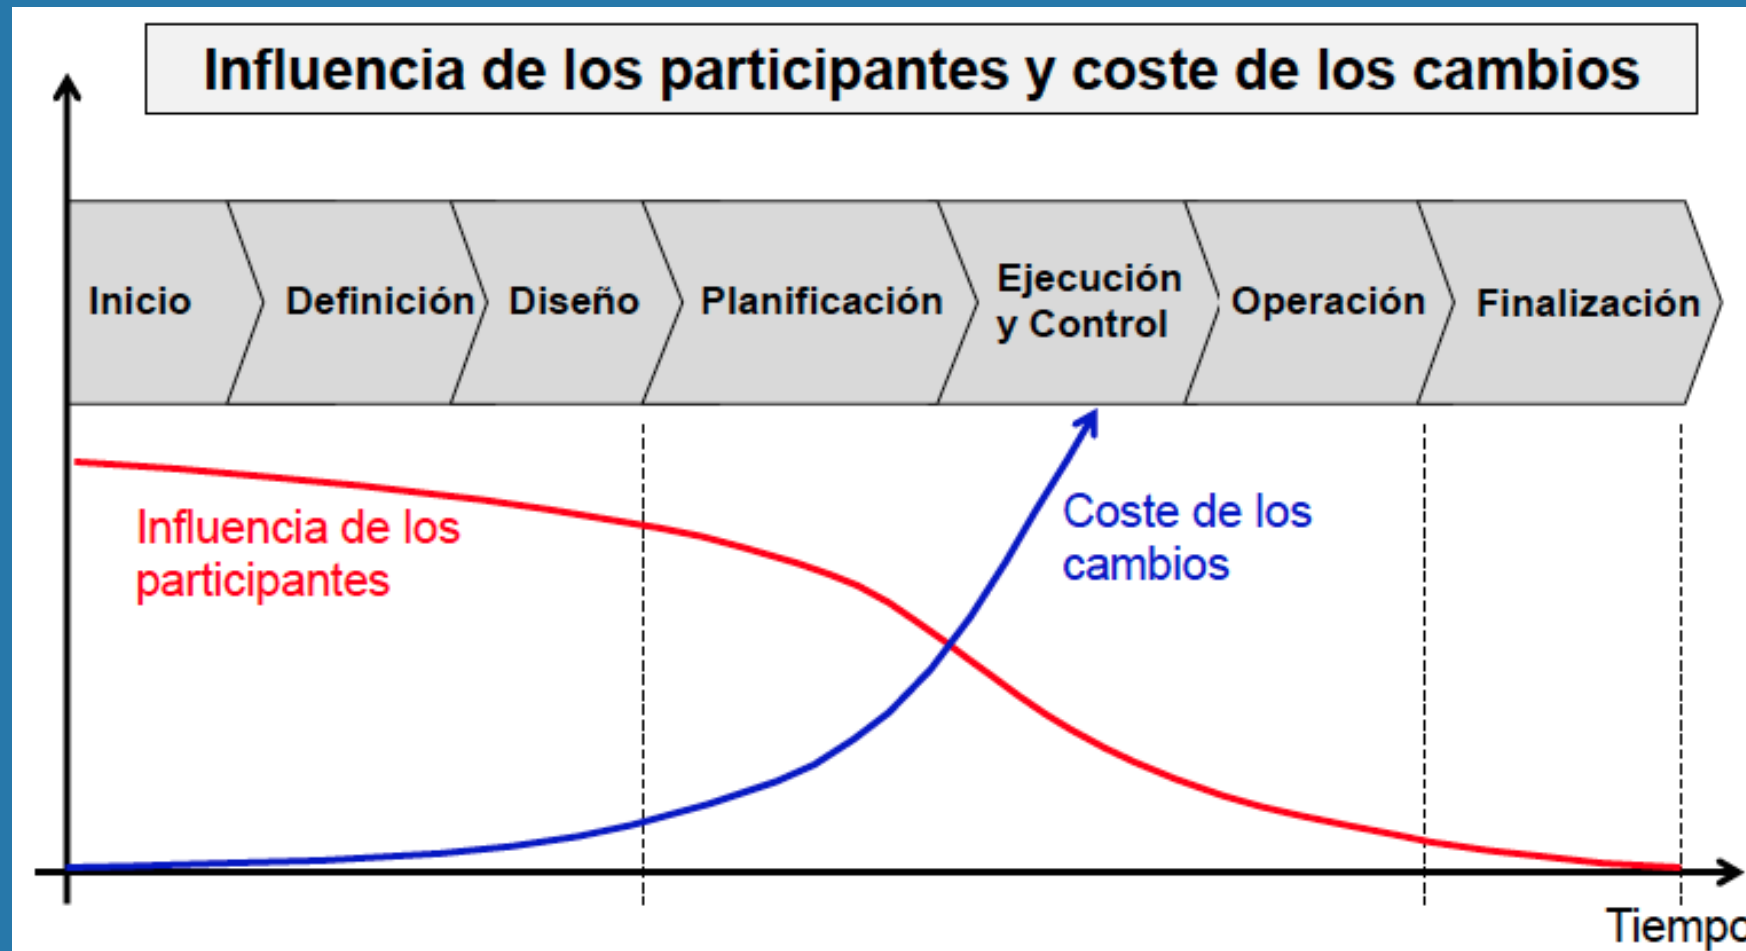 Influencia de los participantes y coste de los cambios
Inicio
Definición
Diseño
Planificación
Ejecución
y Control
Operación
Finalización
Influencia de los
participantes
Coste de los
cambios
Tiempo